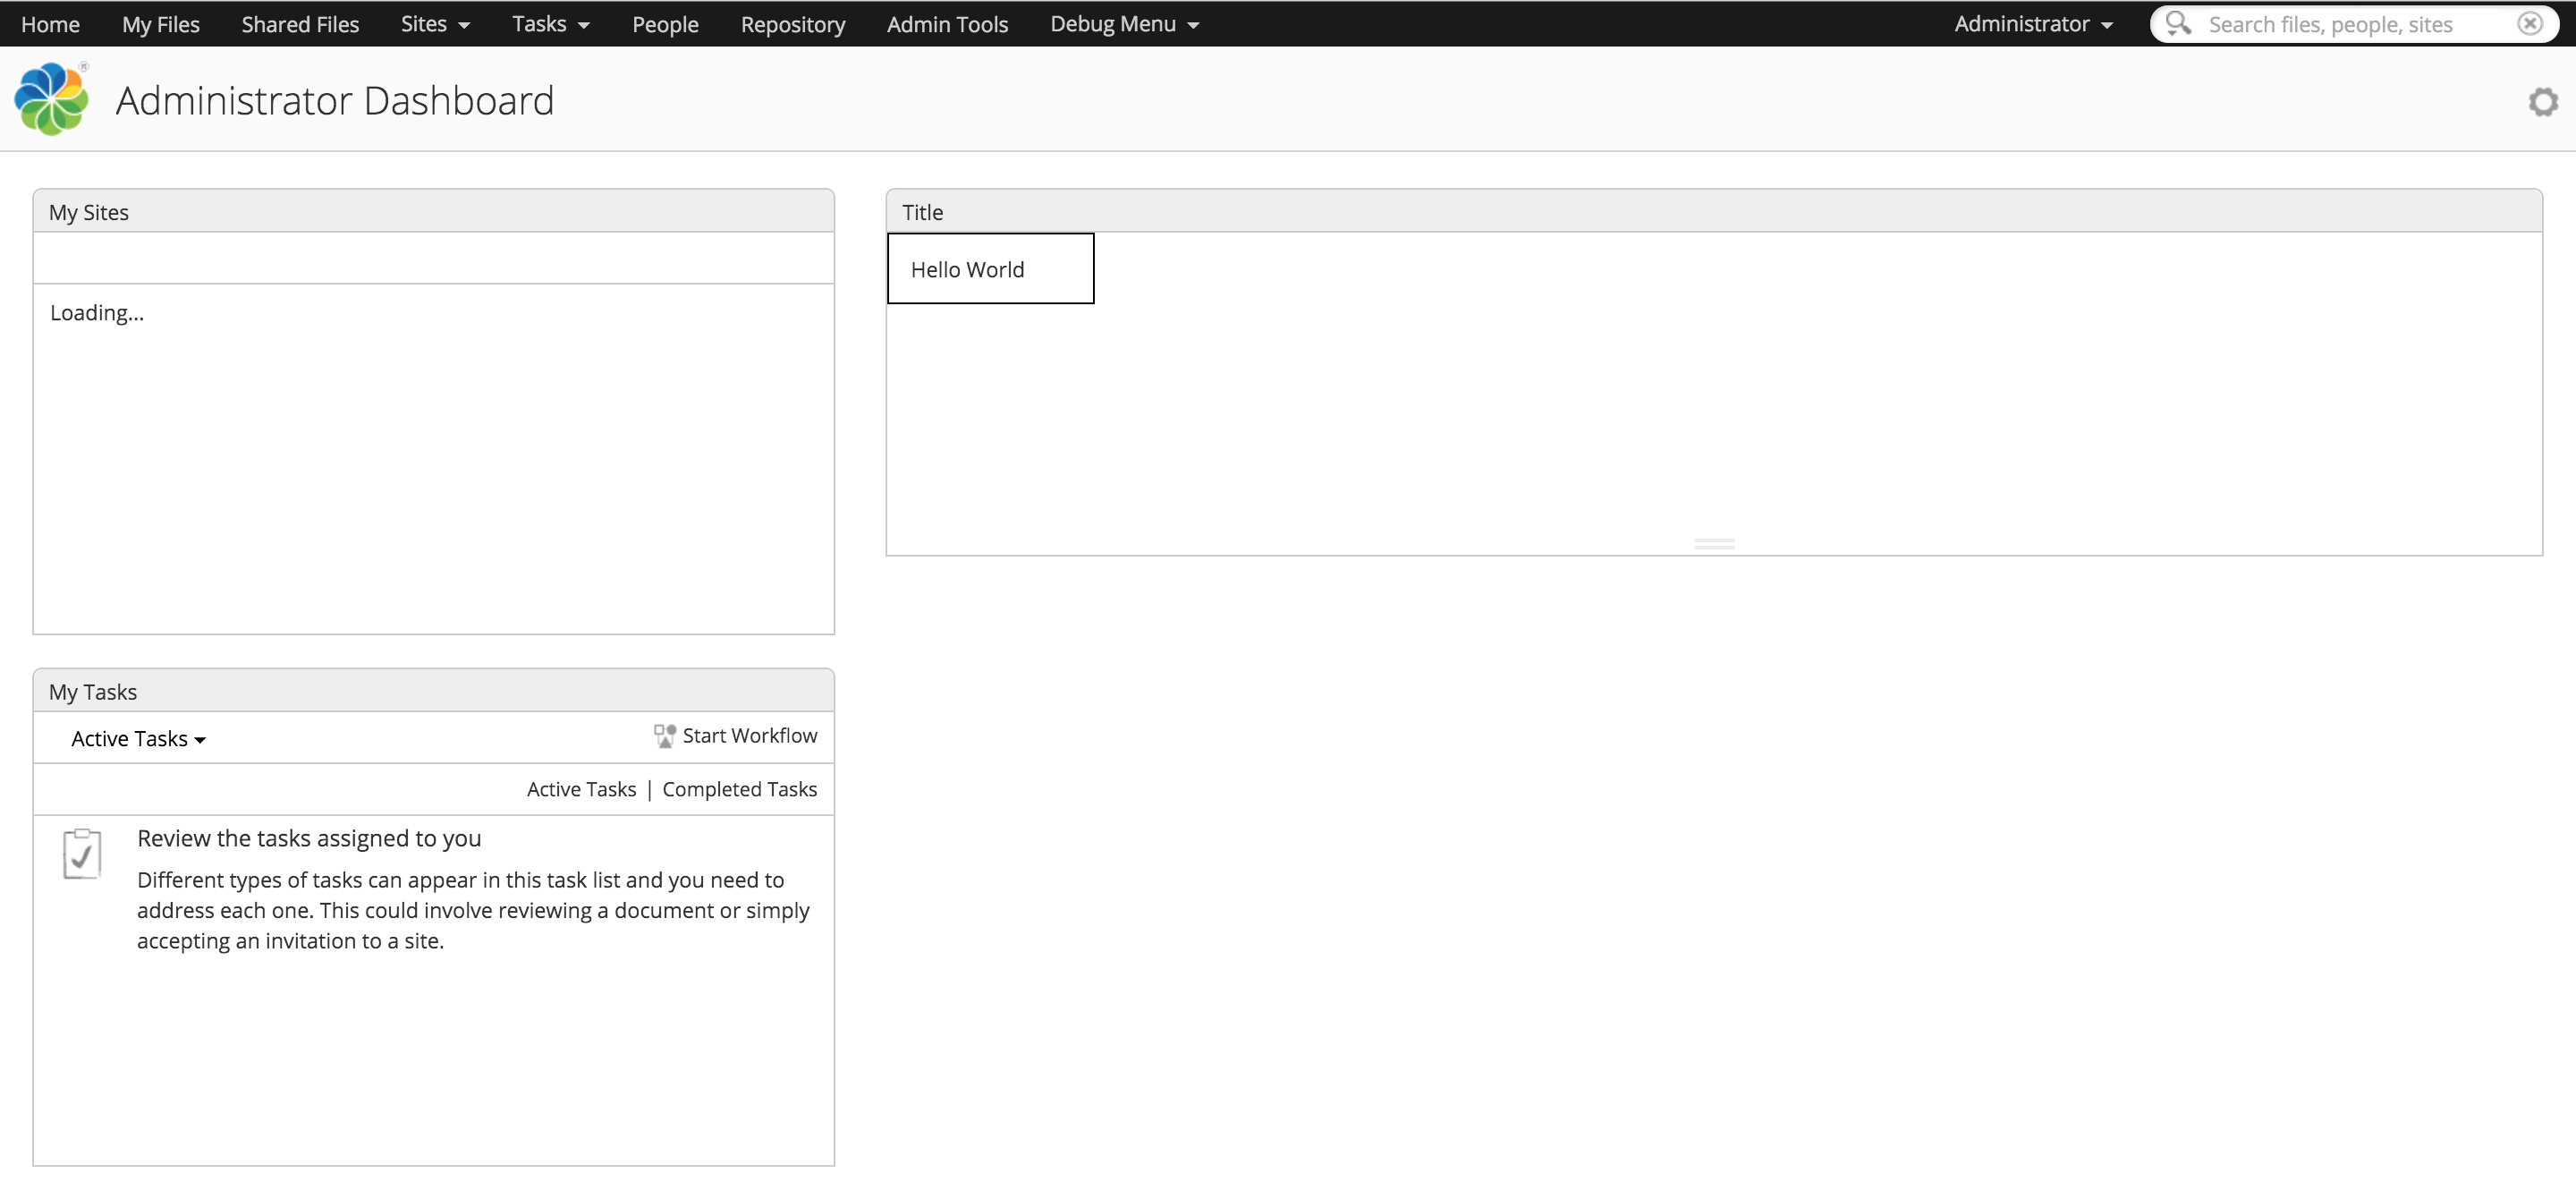 Home My Files Shared Files Sites Tasks People Repository Admin Tools Debug Menu Administrator Search files, people, sites
®
Administrator Dashboard
My Sites
Loading...
My Tasks
Active Tasks Start Workflow
Active Tasks | Completed Tasks
Review the tasks assigned to you
Different types of tasks can appear in this task list and you need to
address each one. This could involve reviewing a document or simply
accepting an invitation to a site.
Title
Hello World